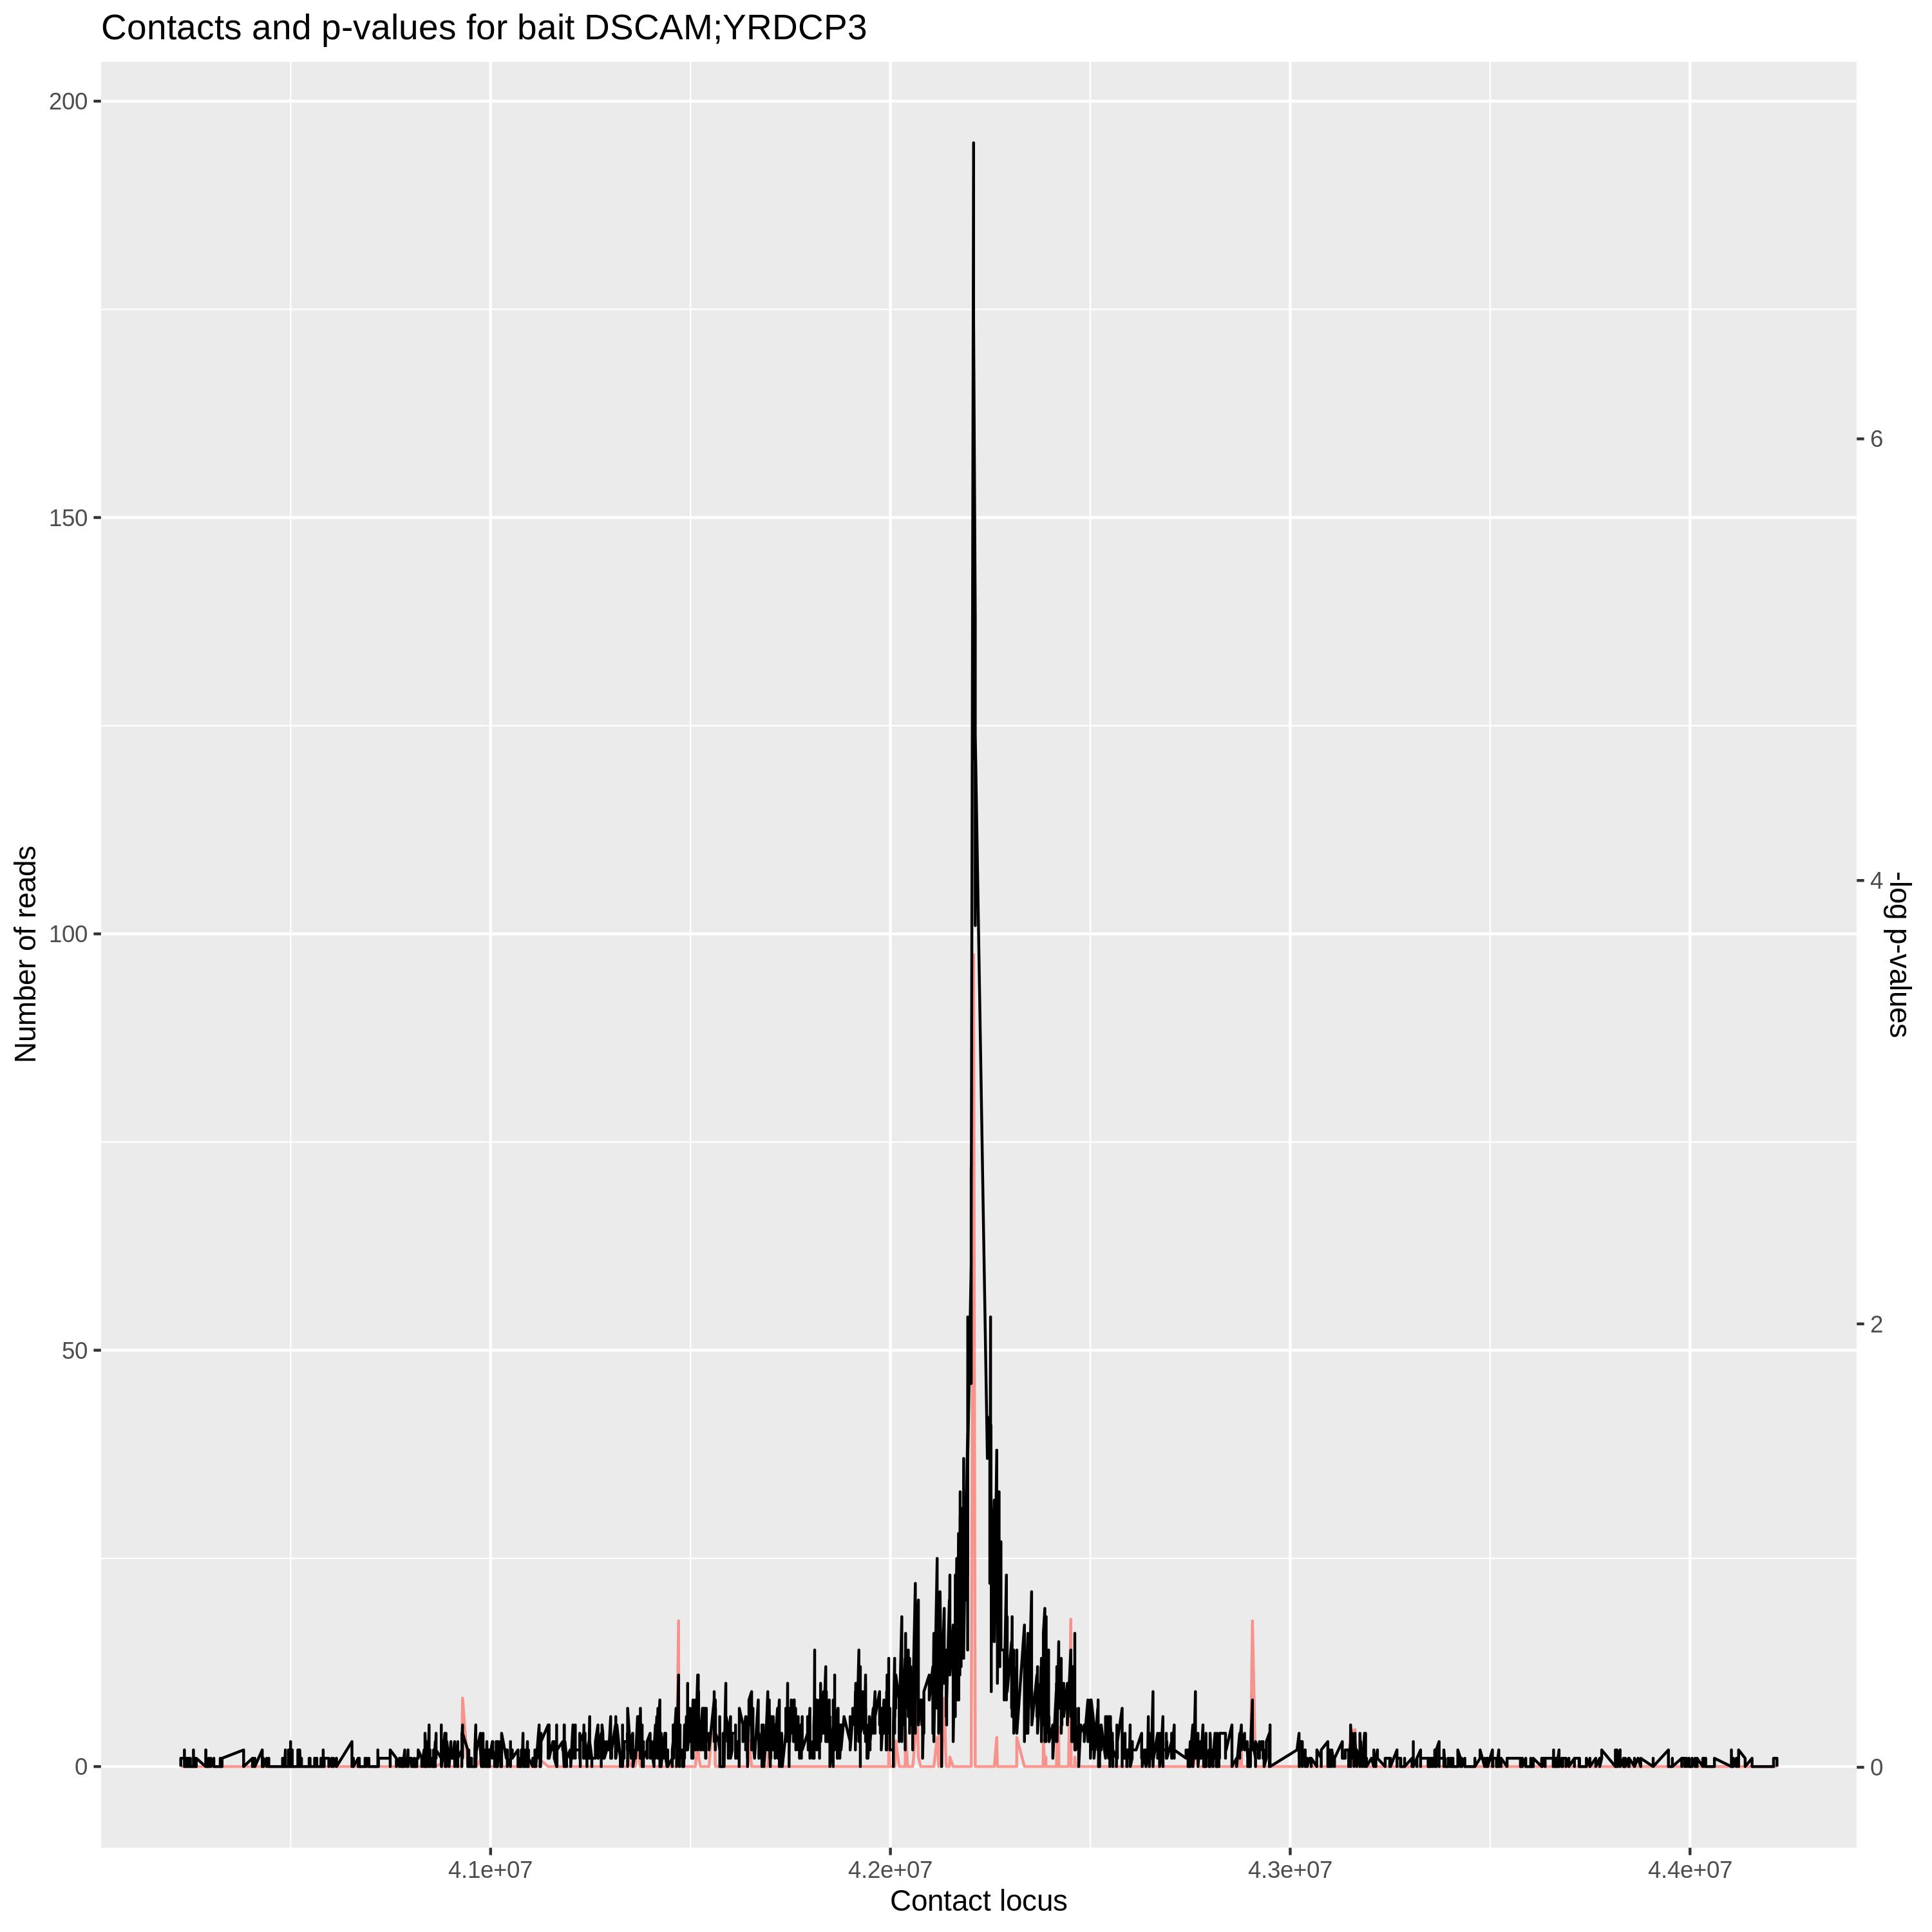 Contacts and p-values for bait DSCAM;YRDCP3
200
150
100
50
0
Number of reads
6
4
2
0
-log p-values
4.1e+07
4.2e+07
4.3e+07
4.4e+07
Contact locus